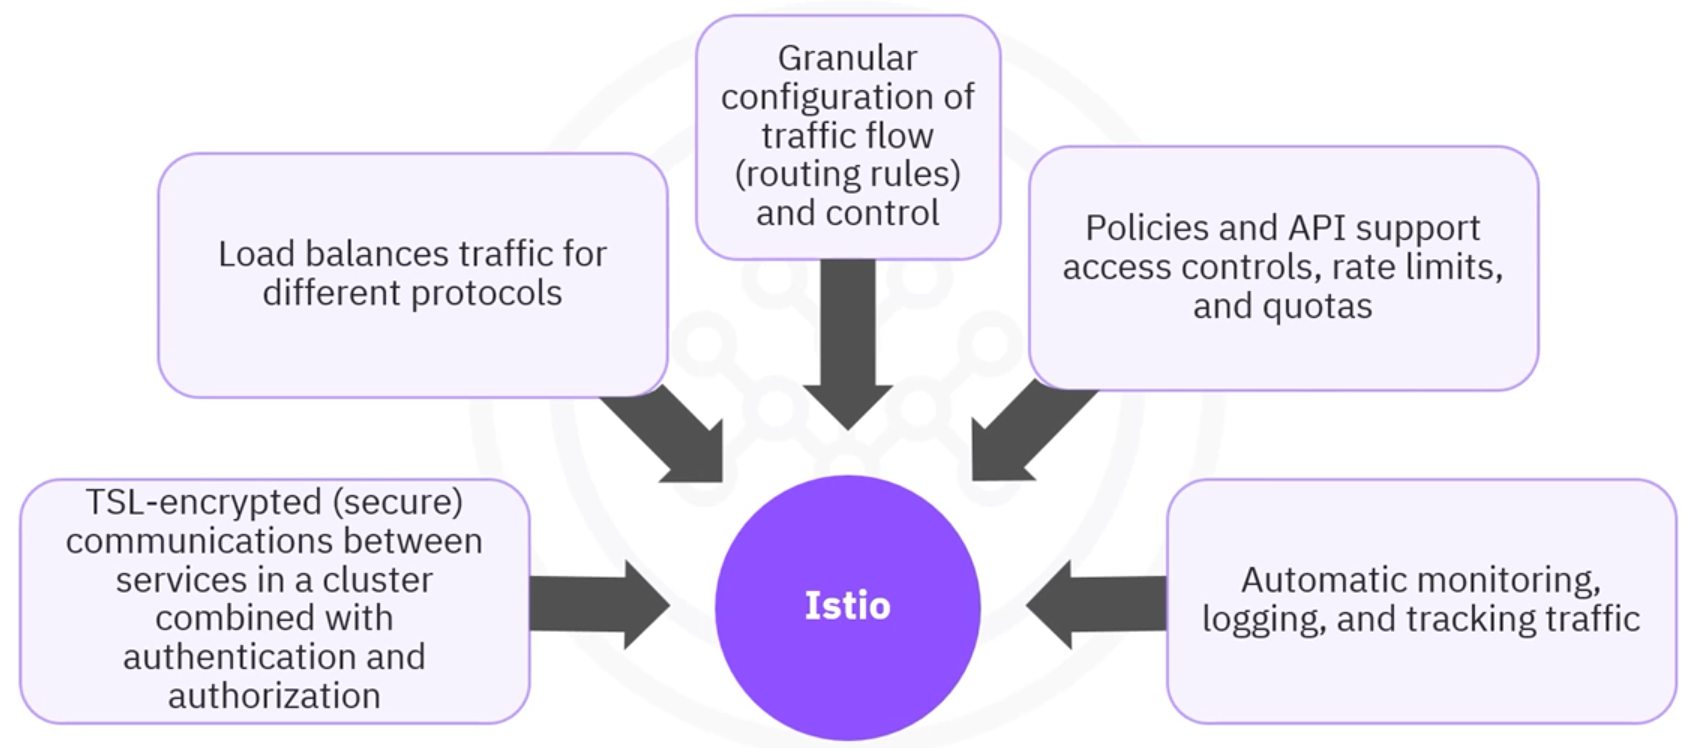 Granular
configuration of
traffic flow
(routing rules)
and control
Load balances traffic for
different protocols
Policies and API support
access controls, rate limits,
and quotas
TSL-encrypted (secure)
communications between
services in a cluster
combined with
authentication and
authorization
Istio
Automatic monitoring,
logging, and tracking traffic